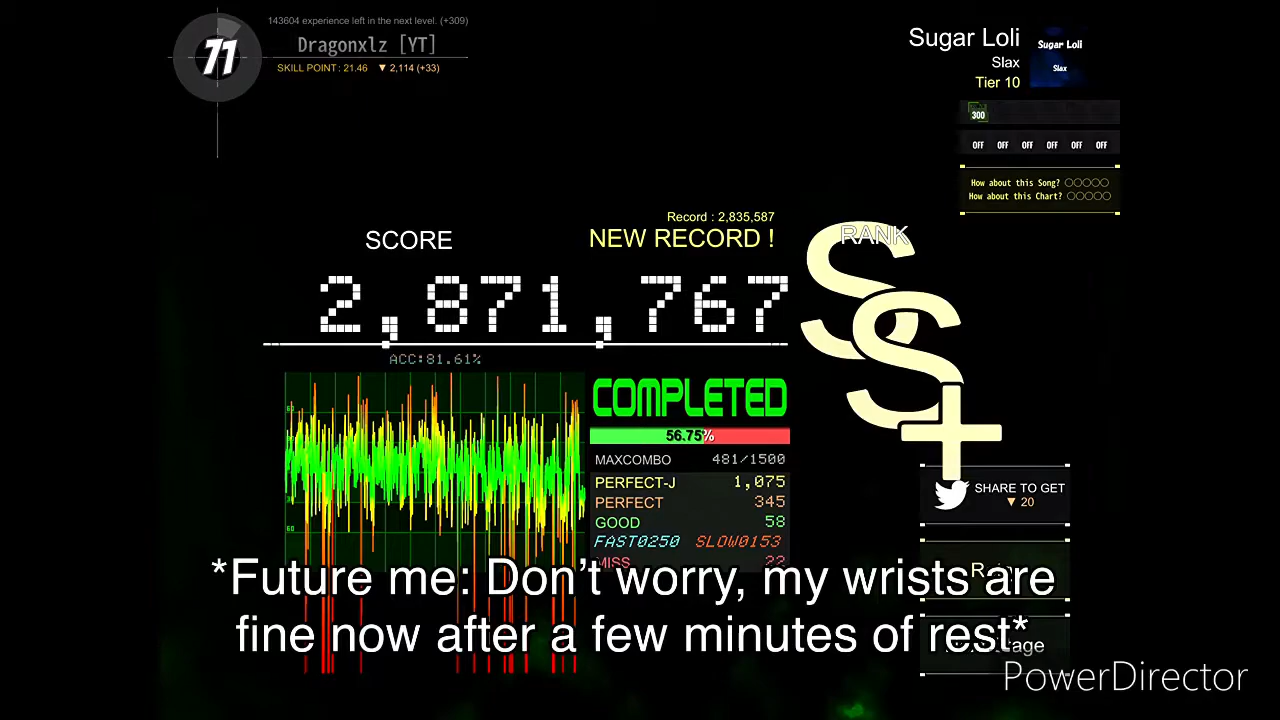 143604 experience left in the next level. (+309)
71
Dragonxlz [YT]
SKILL POINT : 21.46 ▼ 2,114 (+33)
Sugar Loli
Slax
Tier 10
Sugar Loli
Slax
300
OFF OFF OFF OFF OFF OFF
How about this Song? ○○○○○
How about this Chart? ○○○○○
Record : 2,835,587
SCORE
NEW RECORD !
RANK
2,871,767
SS+
ACC:81.61%
COMPLETED
56.75%
MAXCOMBO 481/1500
PERFECT-J 1,075
PERFECT 345
GOOD 58
FAST0250 SLOW0153
MISS 22
SHARE TO GET
▼ 20
*Future me: Don't worry, my wrists are
fine now after a few minutes of rest*
PowerDirector